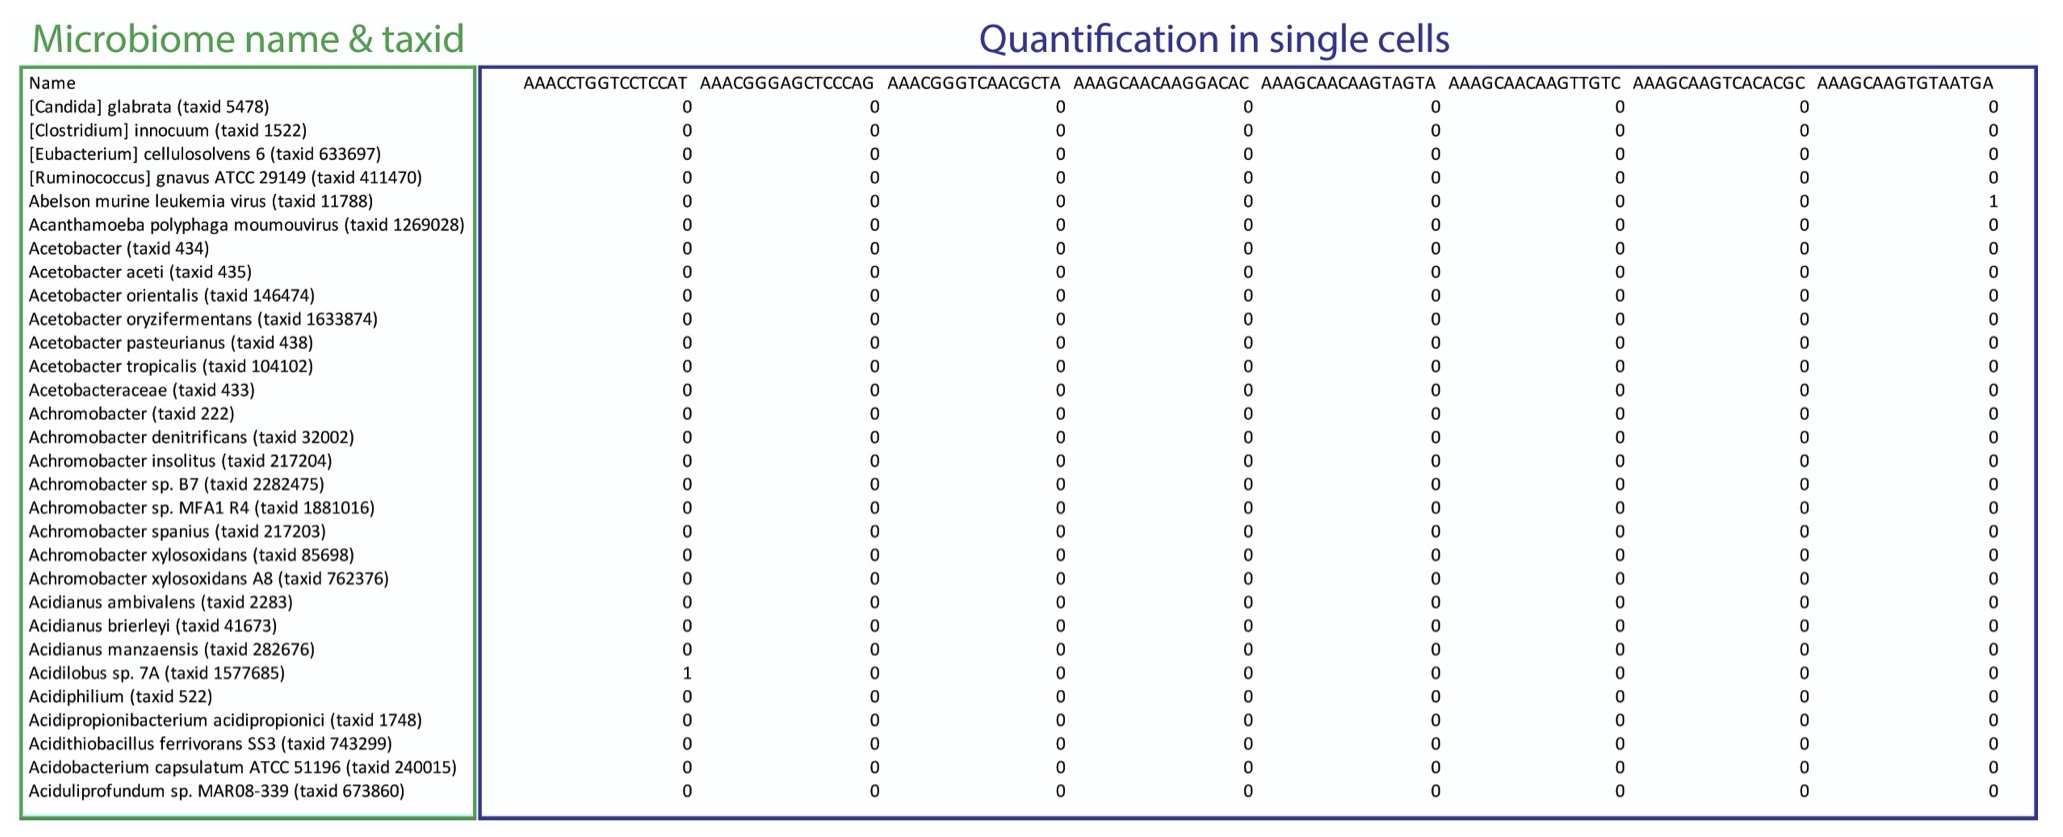 Microbiome name & taxid Quantification in single cells
Name AAACCTGGTCCTCCAT AAACGGGAGCTCCCAG AAACGGGTCAACGCTA AAAGCAACAAGGACAC AAAGCAACAAGTAGTA AAAGCAACAAGTTGTC AAAGCAAGTCACACGC AAAGCAAGTGTAATGA
[Candida] glabrata (taxid 5478) 0 0 0 0 0 0 0 0
[Clostridium] innocuum (taxid 1522) 0 0 0 0 0 0 0 0
[Eubacterium] cellulosolvens 6 (taxid 633697) 0 0 0 0 0 0 0 0
[Ruminococcus] gnavus ATCC 29149 (taxid 411470) 0 0 0 0 0 0 0 0
Abelson murine leukemia virus (taxid 11788) 0 0 0 0 0 0 0 1
Acanthamoeba polyphaga moumouvirus (taxid 1269028) 0 0 0 0 0 0 0 0
Acetobacter (taxid 434) 0 0 0 0 0 0 0 0
Acetobacter aceti (taxid 435) 0 0 0 0 0 0 0 0
Acetobacter orientalis (taxid 146474) 0 0 0 0 0 0 0 0
Acetobacter oryzifermentans (taxid 1633874) 0 0 0 0 0 0 0 0
Acetobacter pasteurianus (taxid 438) 0 0 0 0 0 0 0 0
Acetobacter tropicalis (taxid 104102) 0 0 0 0 0 0 0 0
Acetobacteraceae (taxid 433) 0 0 0 0 0 0 0 0
Achromobacter (taxid 222) 0 0 0 0 0 0 0 0
Achromobacter denitrificans (taxid 32002) 0 0 0 0 0 0 0 0
Achromobacter insolitus (taxid 217204) 0 0 0 0 0 0 0 0
Achromobacter sp. B7 (taxid 2282475) 0 0 0 0 0 0 0 0
Achromobacter sp. MFA1 R4 (taxid 1881016) 0 0 0 0 0 0 0 0
Achromobacter spanius (taxid 217203) 0 0 0 0 0 0 0 0
Achromobacter xylosoxidans (taxid 85698) 0 0 0 0 0 0 0 0
Achromobacter xylosoxidans A8 (taxid 762376) 0 0 0 0 0 0 0 0
Acidianus ambivalens (taxid 2283) 0 0 0 0 0 0 0 0
Acidianus brierleyi (taxid 41673) 0 0 0 0 0 0 0 0
Acidianus manzaensis (taxid 282676) 0 0 0 0 0 0 0 0
Acidilobus sp. 7A (taxid 1577685) 1 0 0 0 0 0 0 0
Acidiphilium (taxid 522) 0 0 0 0 0 0 0 0
Acidipropionibacterium acidipropionici (taxid 1748) 0 0 0 0 0 0 0 0
Acidithiobacillus ferrivorans SS3 (taxid 743299) 0 0 0 0 0 0 0 0
Acidobacterium capsulatum ATCC 51196 (taxid 240015) 0 0 0 0 0 0 0 0
Aciduliprofundum sp. MAR08-339 (taxid 673860) 0 0 0 0 0 0 0 0